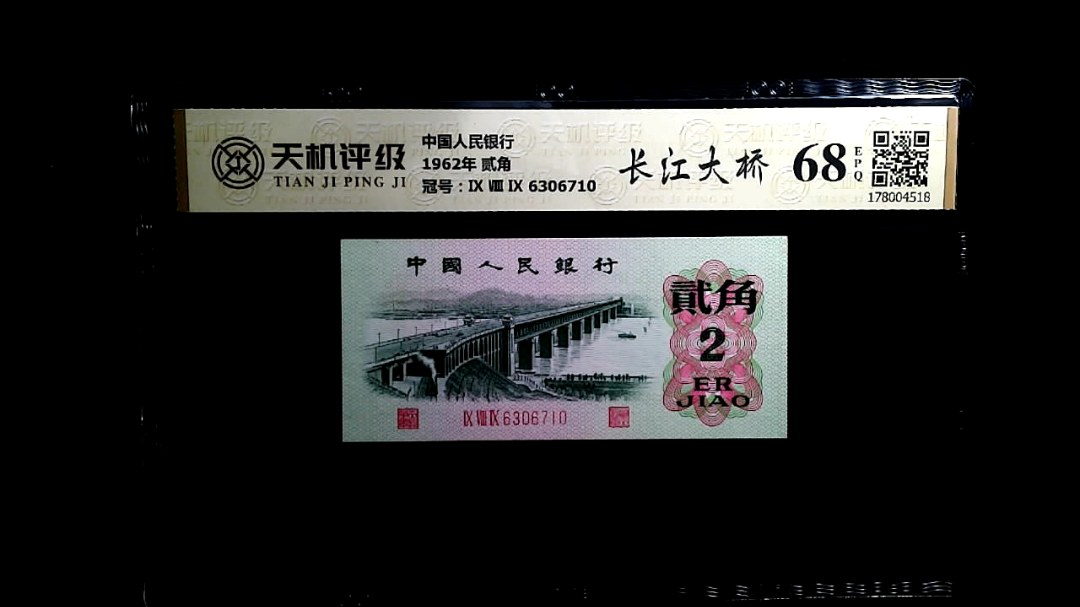 天机评级
TIAN JI PING JI
中国人民银行
1962年 贰角
冠号：Ⅸ Ⅷ Ⅸ 6306710
长江大桥
68
EPQ
178004518
中國人民銀行
貳角
2
ER
JIAO
Ⅸ Ⅷ Ⅸ 6306710